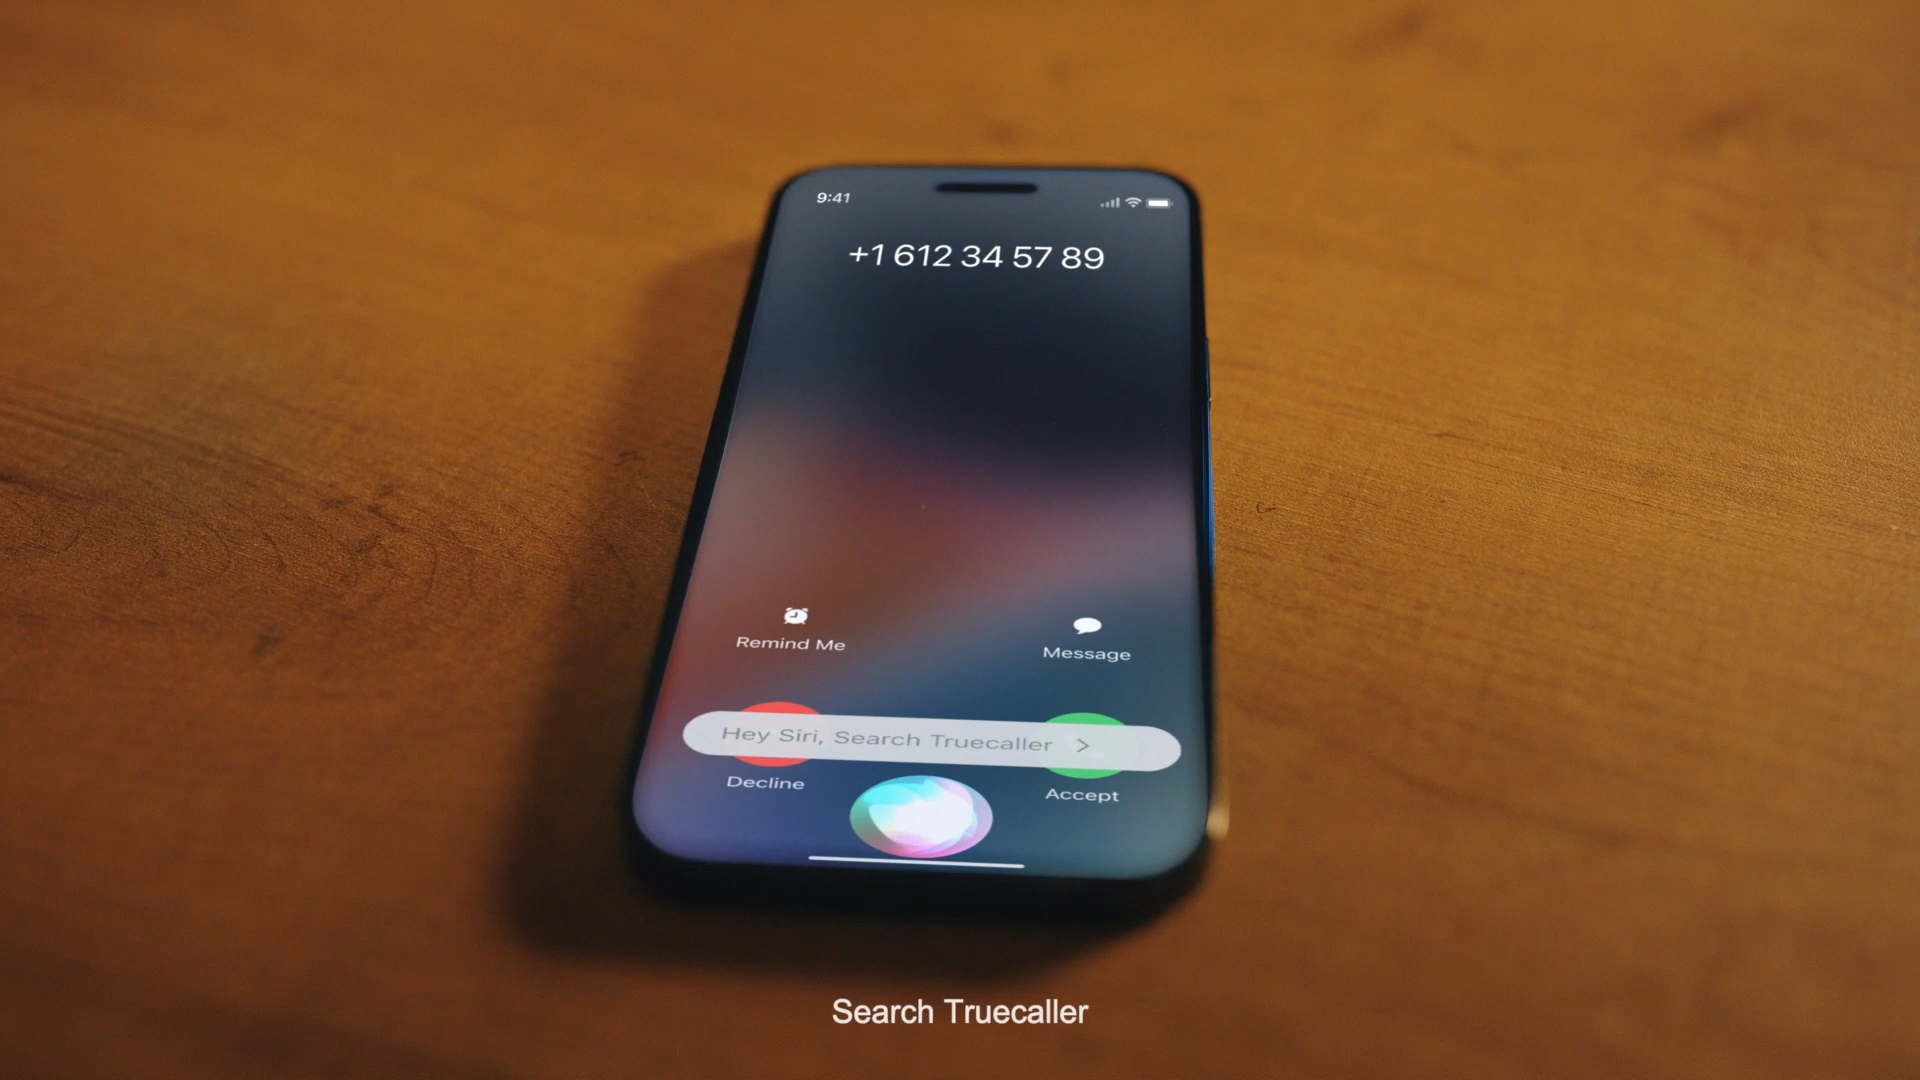 9:41
+1 612 34 57 89
Remind Me
Message
Hey Siri, Search Truecaller >
Decline
Accept
Search Truecaller